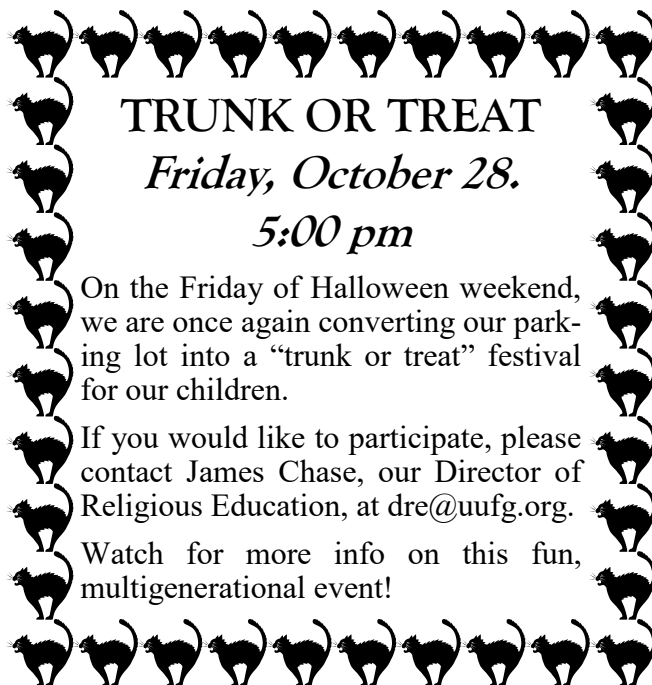 TRUNK OR TREAT
Friday, October 28.
5:00 pm
On the Friday of Halloween weekend,
we are once again converting our park-
ing lot into a “trunk or treat” festival
for our children.
If you would like to participate, please
contact James Chase, our Director of
Religious Education, at dre@uufg.org.
Watch for more info on this fun,
multigenerational event!